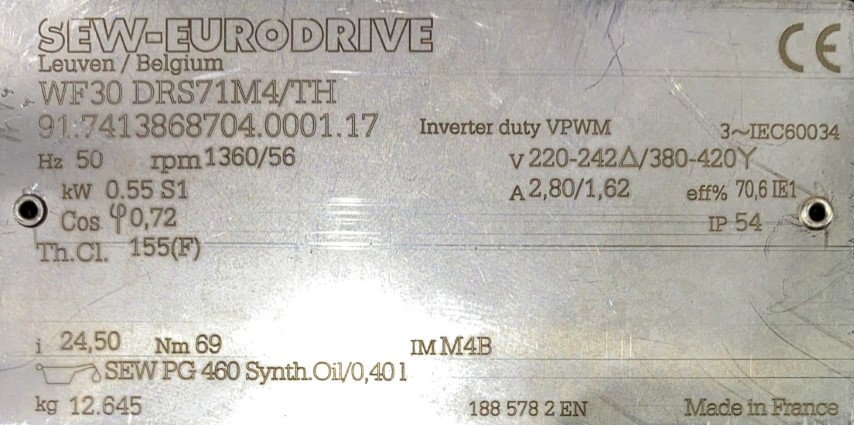 SEW-EURODRIVE CE
Leuven / Belgium
WF30 DRS71M4/TH
91.7413868704.0001.17 Inverter duty VPWM 3~IEC60034
Hz 50 rpm 1360/56 V 220-242Δ/380-420Y
kW 0.55 S1 A 2,80/1,62 eff% 70,6 IE1
Cos φ 0,72 IP 54
Th.Cl. 155(F)
i 24,50 Nm 69 IM M4B
SEW PG 460 Synth.Oil/0,40 l
kg 12.645 188 578 2 EN Made in France